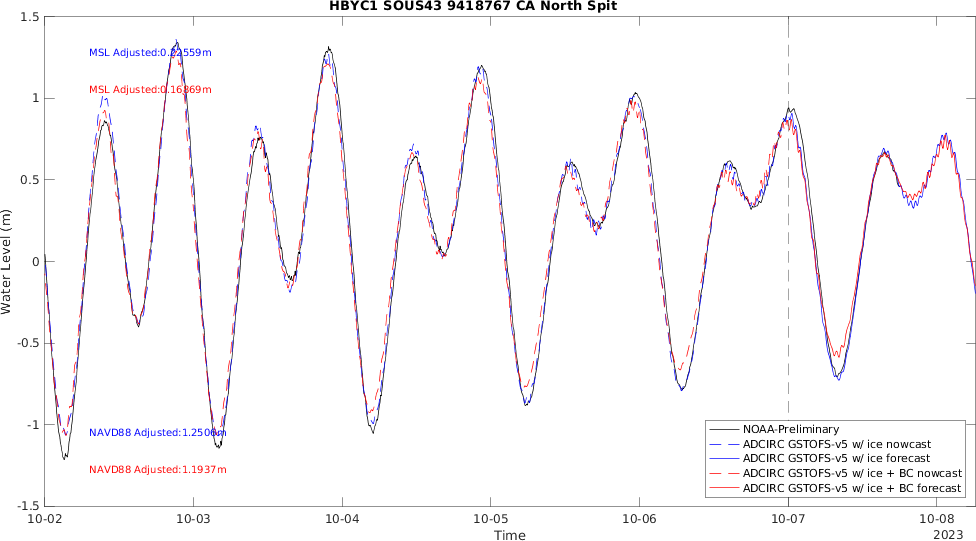 HBYC1 SOUS43 9418767 CA North Spit
Water Level (m)
1.5
1
0.5
0
-0.5
-1
-1.5
MSL Adjusted:0.22559m
MSL Adjusted:0.16869m
NAVD88 Adjusted:1.2506m
NAVD88 Adjusted:1.1937m
NOAA-Preliminary
ADCIRC GSTOFS-v5 w/ ice nowcast
ADCIRC GSTOFS-v5 w/ ice forecast
ADCIRC GSTOFS-v5 w/ ice + BC nowcast
ADCIRC GSTOFS-v5 w/ ice + BC forecast
10-02 10-03 10-04 10-05 10-06 10-07 10-08
Time
2023